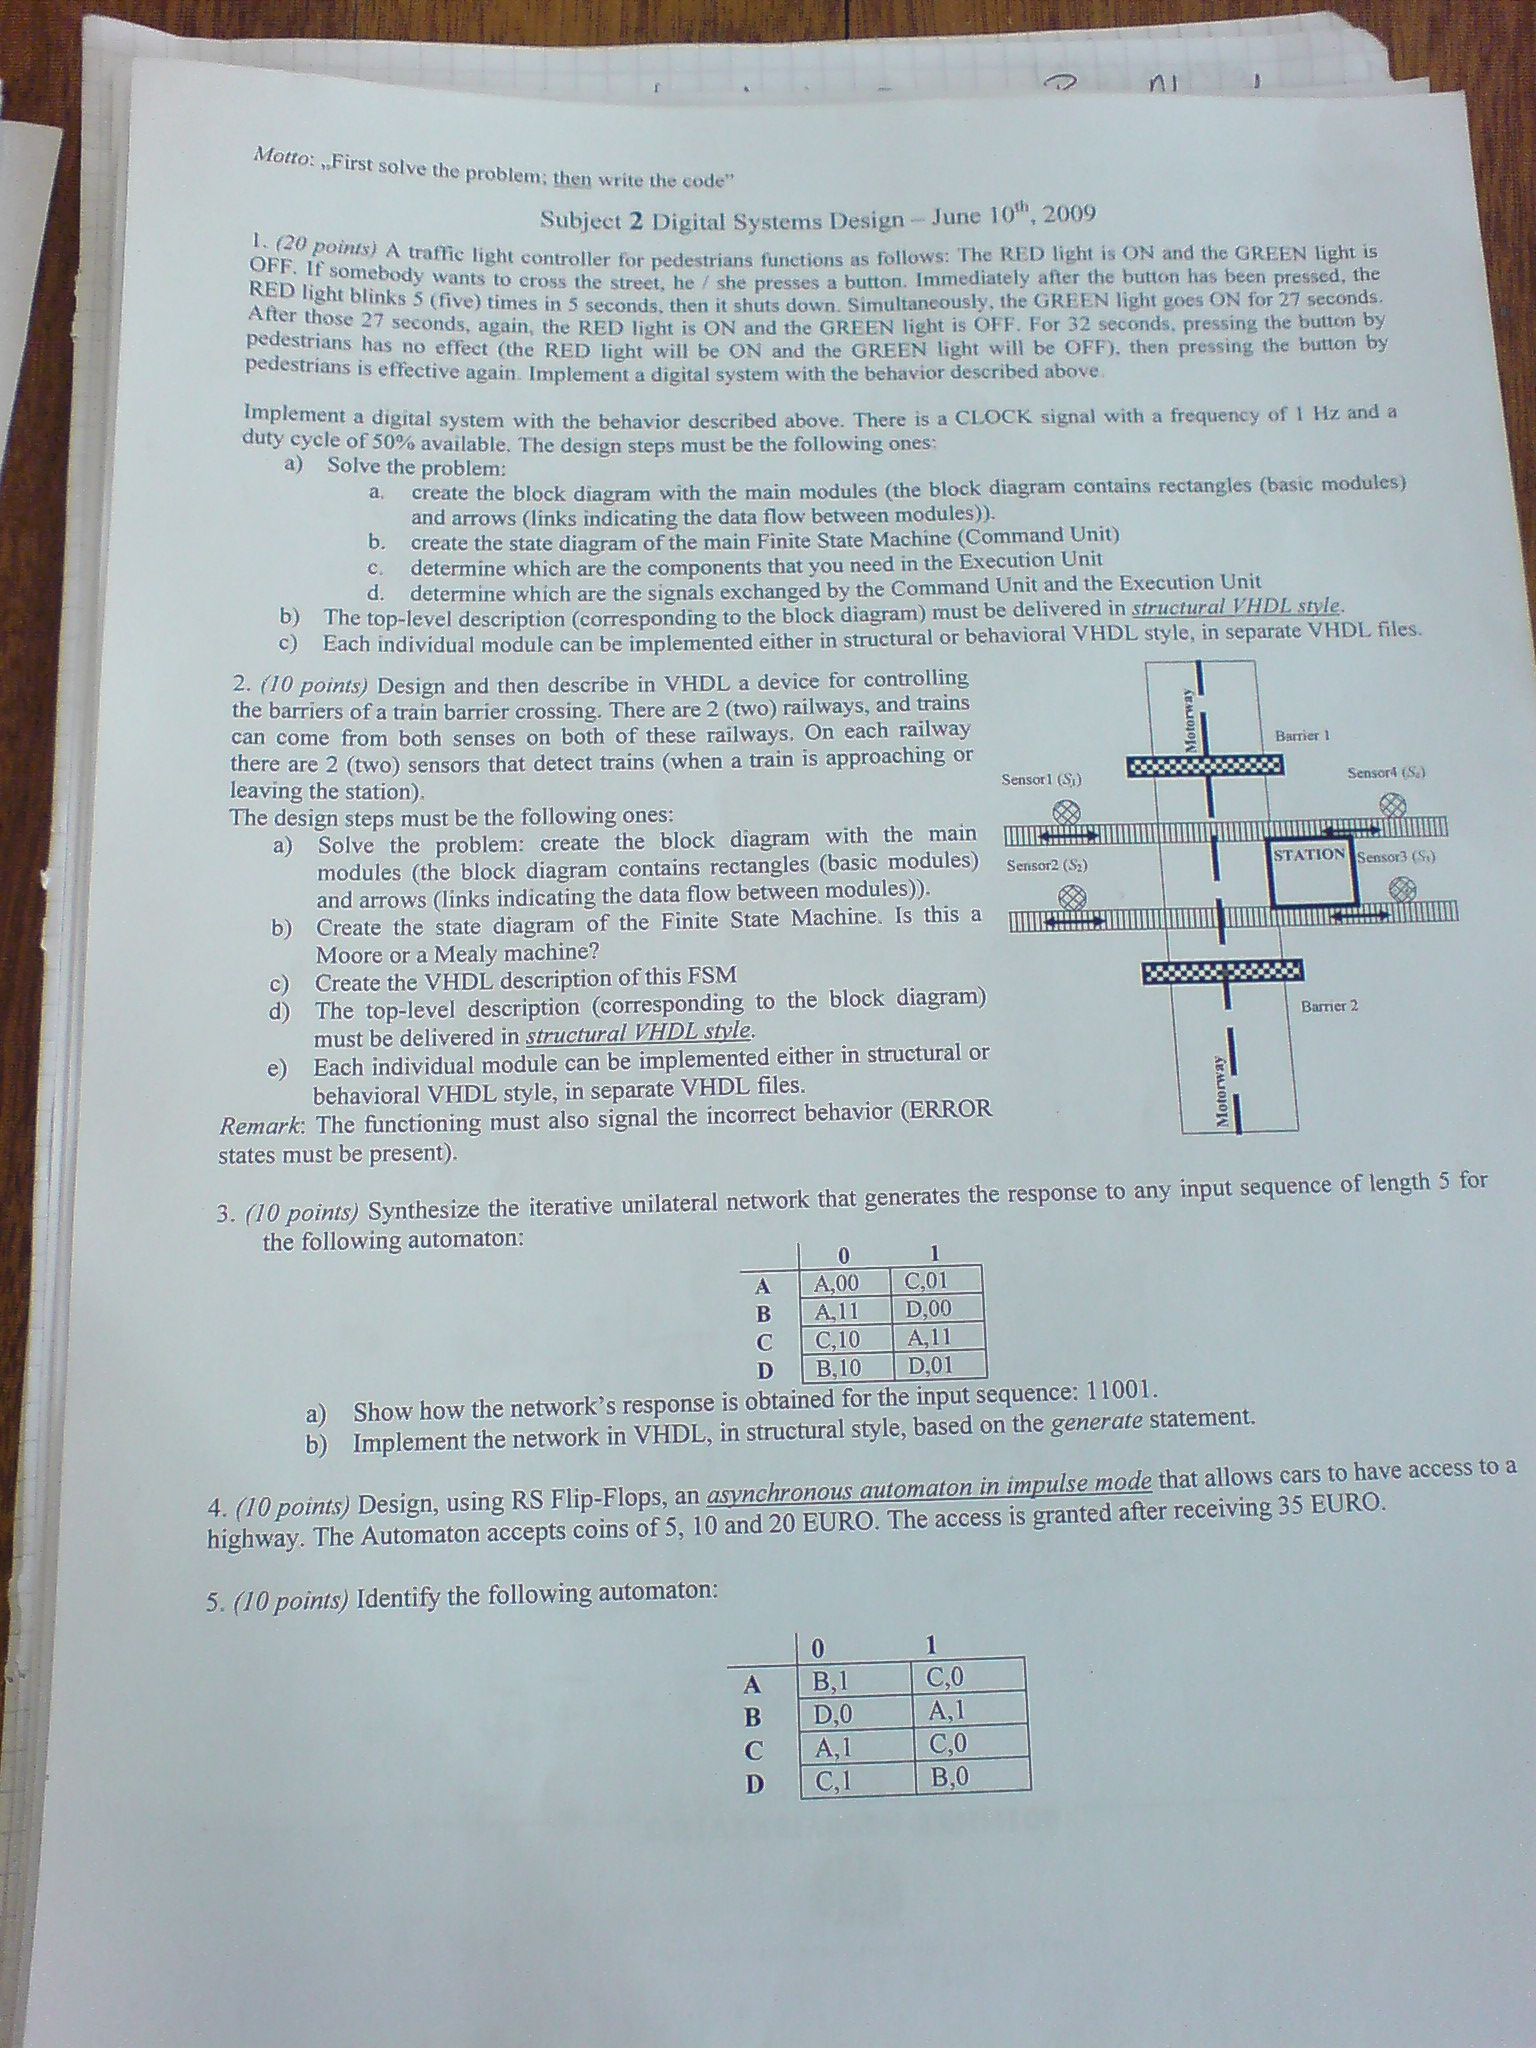 Motto: „First solve the problem; then write the code”
Subject 2 Digital Systems Design – June 10th, 2009
1. (20 points) A traffic light controller for pedestrians functions as follows: The RED light is ON and the GREEN light is
OFF. If somebody wants to cross the street, he / she presses a button. Immediately after the button has been pressed, the
RED light blinks 5 (five) times in 5 seconds, then it shuts down. Simultaneously, the GREEN light goes ON for 27 seconds.
After those 27 seconds, again, the RED light is ON and the GREEN light is OFF. For 32 seconds, pressing the button by
pedestrians has no effect (the RED light will be ON and the GREEN light will be OFF), then pressing the button by
pedestrians is effective again. Implement a digital system with the behavior described above.
Implement a digital system with the behavior described above. There is a CLOCK signal with a frequency of 1 Hz and a
duty cycle of 50% available. The design steps must be the following ones:
a) Solve the problem:
a. create the block diagram with the main modules (the block diagram contains rectangles (basic modules)
and arrows (links indicating the data flow between modules)).
b. create the state diagram of the main Finite State Machine (Command Unit)
c. determine which are the components that you need in the Execution Unit
d. determine which are the signals exchanged by the Command Unit and the Execution Unit
b) The top-level description (corresponding to the block diagram) must be delivered in structural VHDL style.
c) Each individual module can be implemented either in structural or behavioral VHDL style, in separate VHDL files.
2. (10 points) Design and then describe in VHDL a device for controlling
the barriers of a train barrier crossing. There are 2 (two) railways, and trains
can come from both senses on both of these railways. On each railway
there are 2 (two) sensors that detect trains (when a train is approaching or
leaving the station).
The design steps must be the following ones:
a) Solve the problem: create the block diagram with the main
modules (the block diagram contains rectangles (basic modules)
and arrows (links indicating the data flow between modules)).
b) Create the state diagram of the Finite State Machine. Is this a
Moore or a Mealy machine?
c) Create the VHDL description of this FSM
d) The top-level description (corresponding to the block diagram)
must be delivered in structural VHDL style.
e) Each individual module can be implemented either in structural or
behavioral VHDL style, in separate VHDL files.
Remark: The functioning must also signal the incorrect behavior (ERROR
states must be present).
Motorway
Barrier 1
Sensor1 (S1)
Sensor4
Sensor2 (S2)
STATION
Sensor3
Barrier 2
Motorway
3. (10 points) Synthesize the iterative unilateral network that generates the response to any input sequence of length 5 for
the following automaton:
0 1
A A,00 C,01
B A,11 D,00
C C,10 A,11
D B,10 D,01
a) Show how the network's response is obtained for the input sequence: 11001.
b) Implement the network in VHDL, in structural style, based on the generate statement.
4. (10 points) Design, using RS Flip-Flops, an asynchronous automaton in impulse mode that allows cars to have access to a
highway. The Automaton accepts coins of 5, 10 and 20 EURO. The access is granted after receiving 35 EURO.
5. (10 points) Identify the following automaton:
0 1
A B,1 C,0
B D,0 A,1
C A,1 C,0
D C,1 B,0